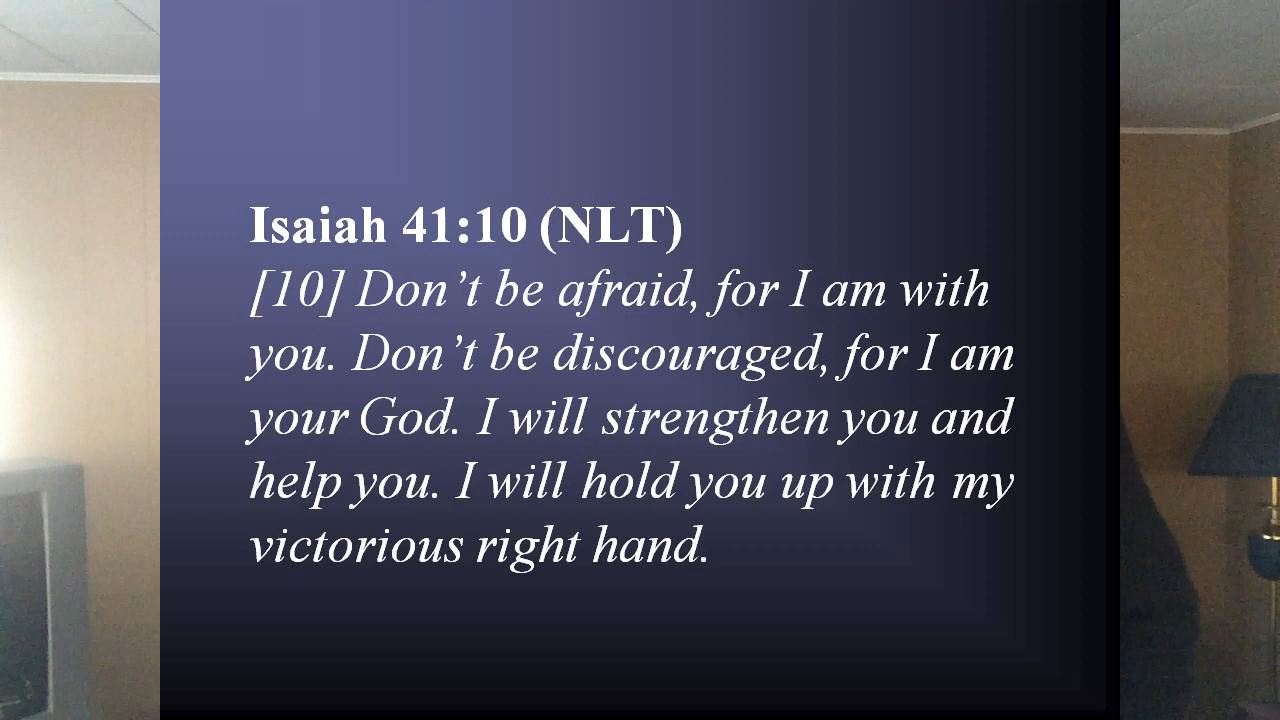 Isaiah 41:10 (NLT)
[10] Don’t be afraid, for I am with
you. Don’t be discouraged, for I am
your God. I will strengthen you and
help you. I will hold you up with my
victorious right hand.